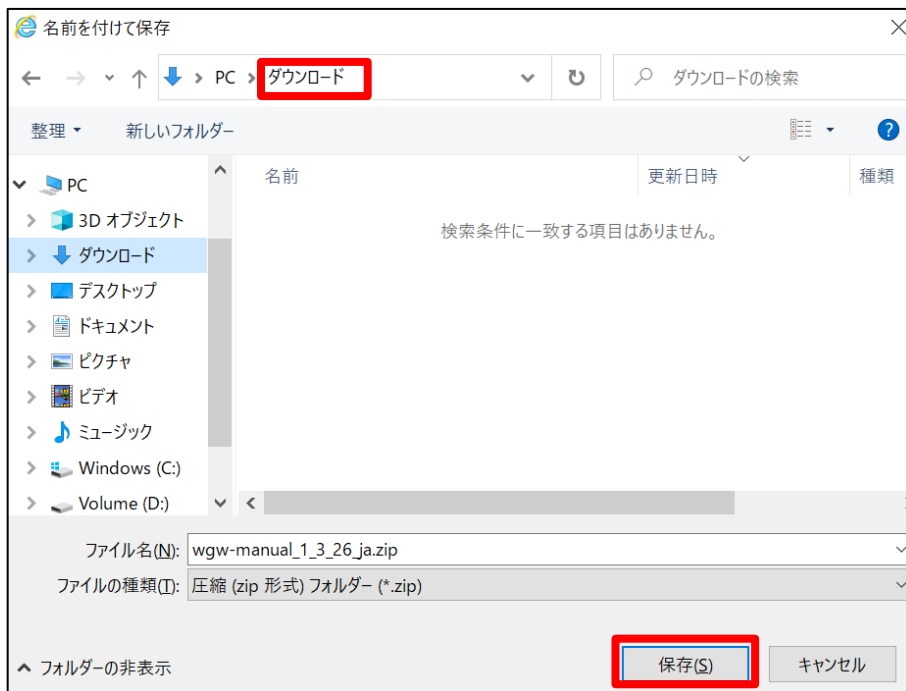 名前を付けて保存
PC ダウンロード ダウンロードの検索
整理 新しいフォルダー
名前 更新日時 種類
検索条件に一致する項目はありません。
PC
3D オブジェクト
ダウンロード
デスクトップ
ドキュメント
ピクチャ
ビデオ
ミュージック
Windows (C:)
Volume (D:)
ファイル名(N): wgw-manual_1_3_26_ja.zip
ファイルの種類(T): 圧縮 (zip 形式) フォルダー (*.zip)
フォルダーの非表示 保存(S) キャンセル